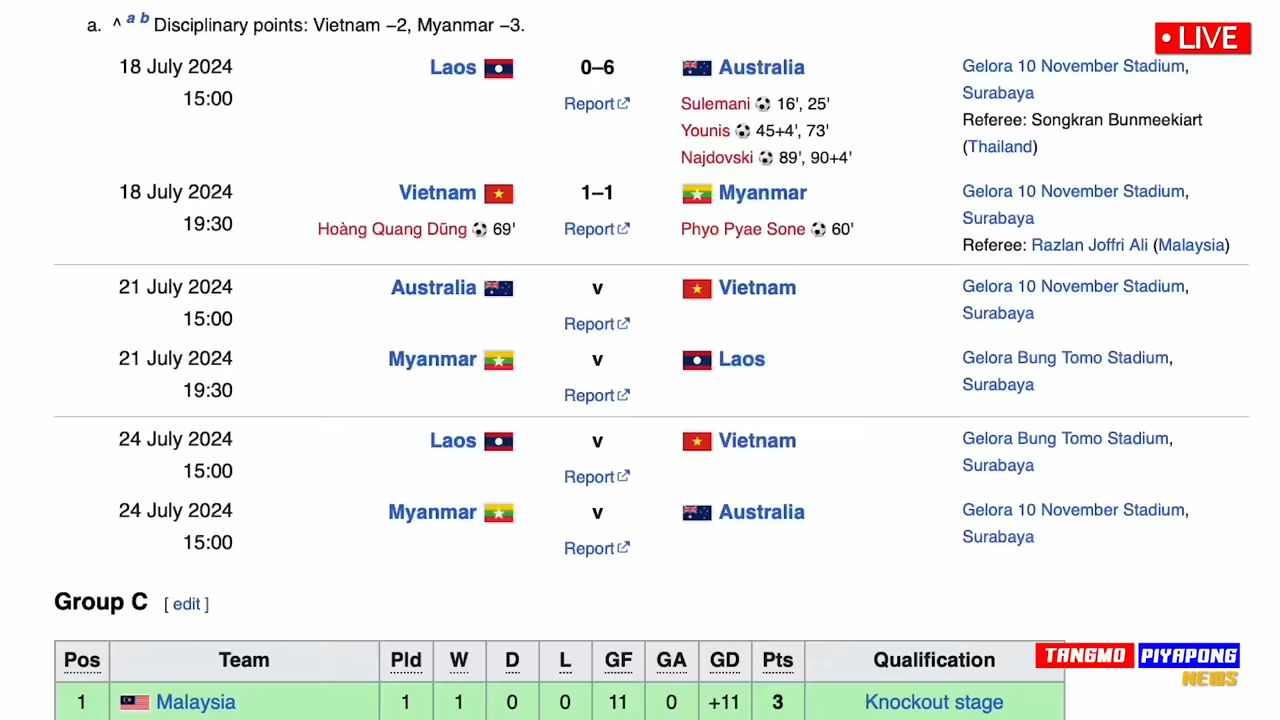 a. ^ a b Disciplinary points: Vietnam −2, Myanmar −3.
• LIVE
18 July 2024 Laos 0–6 Australia Gelora 10 November Stadium,
15:00 Report Surabaya
Sulemani 16', 25' Referee: Songkran Bunmeekiart
Younis 45+4', 73' (Thailand)
Najdovski 89', 90+4'
18 July 2024 Vietnam 1–1 Myanmar Gelora 10 November Stadium,
19:30 Hoàng Quang Dũng 69' Report Phyo Pyae Sone 60' Surabaya
Referee: Razlan Joffri Ali (Malaysia)
21 July 2024 Australia v Vietnam Gelora 10 November Stadium,
15:00 Report Surabaya
21 July 2024 Myanmar v Laos Gelora Bung Tomo Stadium,
19:30 Report Surabaya
24 July 2024 Laos v Vietnam Gelora Bung Tomo Stadium,
15:00 Report Surabaya
24 July 2024 Myanmar v Australia Gelora 10 November Stadium,
15:00 Report Surabaya
Group C [ edit ]
Pos Team Pld W D L GF GA GD Pts Qualification
1 Malaysia 1 1 0 0 11 0 +11 3 Knockout stage
TANGMO PIYAPONG
NEWS